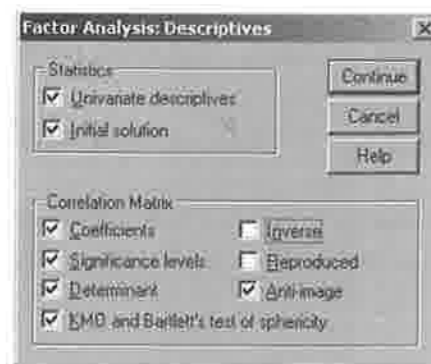 Factor Analysis: Descriptives
Statistics
Univariate descriptives
Initial solution
Continue
Cancel
Help
Correlation Matrix
Coefficients
Inverse
Significance levels
Reproduced
Determinant
Anti-image
KMO and Bartlett's test of sphericity